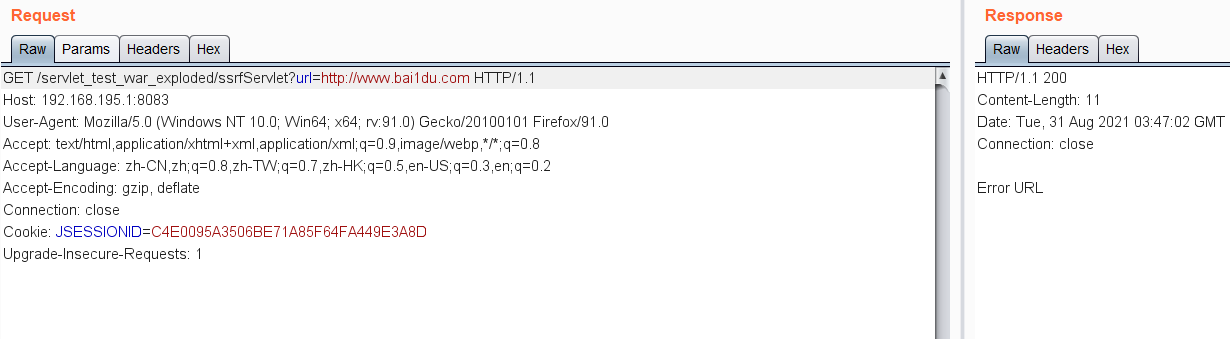 Request
Raw Params Headers Hex
GET /servlet_test_war_exploded/ssrfServlet?url=http://www.bai1du.com HTTP/1.1
Host: 192.168.195.1:8083
User-Agent: Mozilla/5.0 (Windows NT 10.0; Win64; x64; rv:91.0) Gecko/20100101 Firefox/91.0
Accept: text/html,application/xhtml+xml,application/xml;q=0.9,image/webp,*/*;q=0.8
Accept-Language: zh-CN,zh;q=0.8,zh-TW;q=0.7,zh-HK;q=0.5,en-US;q=0.3,en;q=0.2
Accept-Encoding: gzip, deflate
Connection: close
Cookie: JSESSIONID=C4E0095A3506BE71A85F64FA449E3A8D
Upgrade-Insecure-Requests: 1
Response
Raw Headers Hex
HTTP/1.1 200
Content-Length: 11
Date: Tue, 31 Aug 2021 03:47:02 GMT
Connection: close
Error URL